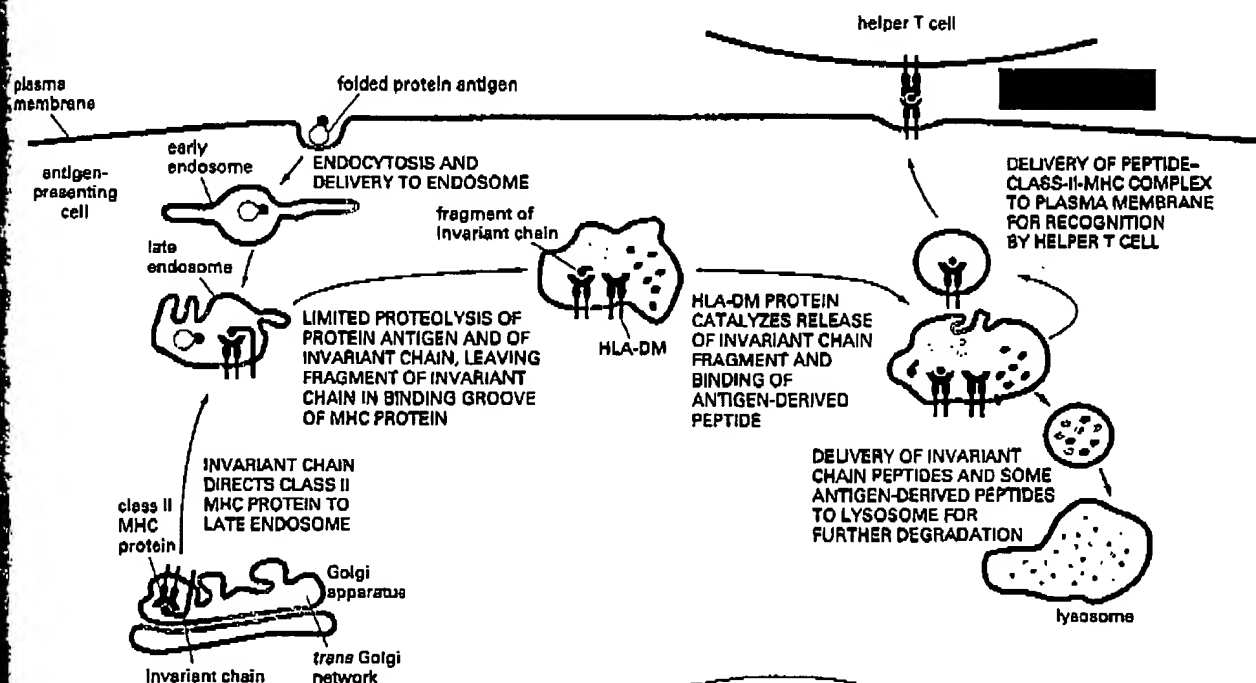 helper T cell
plasma
membrane
folded protein antigen
early
endosome
antigen-
presenting
cell
ENDOCYTOSIS AND
DELIVERY TO ENDOSOME
DELIVERY OF PEPTIDE-
CLASS-II-MHC COMPLEX
TO PLASMA MEMBRANE
FOR RECOGNITION
BY HELPER T CELL
fragment of
invariant chain
late
endosome
LIMITED PROTEOLYSIS OF
PROTEIN ANTIGEN AND OF
INVARIANT CHAIN, LEAVING
FRAGMENT OF INVARIANT
CHAIN IN BINDING GROOVE
OF MHC PROTEIN
HLA-DM
HLA-DM PROTEIN
CATALYZES RELEASE
OF INVARIANT CHAIN
FRAGMENT AND
BINDING OF
ANTIGEN-DERIVED
PEPTIDE
INVARIANT CHAIN
DIRECTS CLASS II
MHC PROTEIN TO
LATE ENDOSOME
class II
MHC
protein
DELIVERY OF INVARIANT
CHAIN PEPTIDES AND SOME
ANTIGEN-DERIVED PEPTIDES
TO LYSOSOME FOR
FURTHER DEGRADATION
Golgi
apparatus
lysosome
Invariant chain
trans Golgi
network